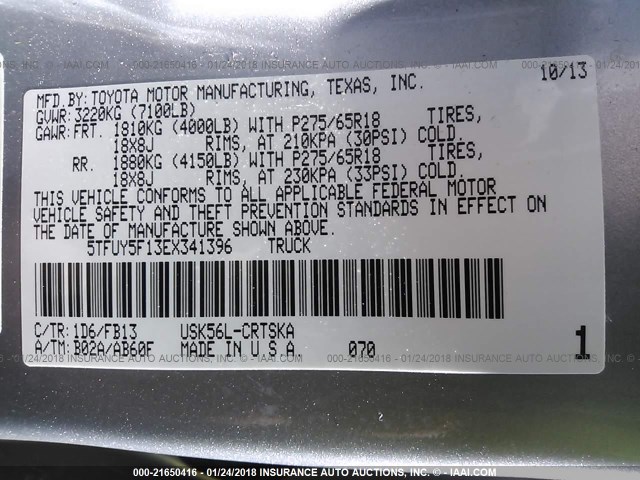 10/13
MFD.BY:TOYOTA MOTOR MANUFACTURING, TEXAS, INC.
GVWR:3220KG (7100LB)
GAWR:FRT. 1810KG (4000LB) WITH P275/65R18 TIRES,
18X8J RIMS, AT 210KPA (30PSI) COLD.
RR. 1880KG (4150LB) WITH P275/65R18 TIRES,
18X8J RIMS, AT 230KPA (33PSI) COLD.
THIS VEHICLE CONFORMS TO ALL APPLICABLE FEDERAL MOTOR
VEHICLE SAFETY AND THEFT PREVENTION STANDARDS IN EFFECT ON
THE DATE OF MANUFACTURE SHOWN ABOVE.
5TFUY5F13EX341396 TRUCK
C/TR:1D6/FB13 USK56L-CRTSKA
A/TM:B02A/AB60F MADE IN U.S.A. 070 1
000-21650416 - 01/24/2018 INSURANCE AUTO AUCTIONS, INC. - © IAAI.COM